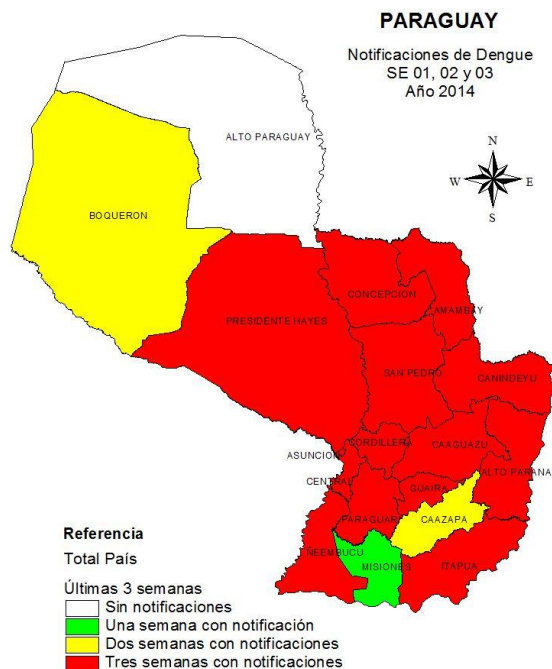 PARAGUAY
Notificaciones de Dengue
SE 01, 02 y 03
Año 2014
N
W E
S
ALTO PARAGUAY
BOQUERON
CONCEPCIÓN
AMAMBAY
PRESIDENTE HAYES
SAN PEDRO
CANINDEYU
CORDILLERA
CAAGUAZU
ASUNCION
ALTO PARANA
CENTRAL
GUAIRA
PARAGUARI
CAAZAPA
ÑEEMBUCU
MISIONES
ITAPUA
Referencia
Total País
Últimas 3 semanas
Sin notificaciones
Una semana con notificación
Dos semanas con notificaciones
Tres semanas con notificaciones